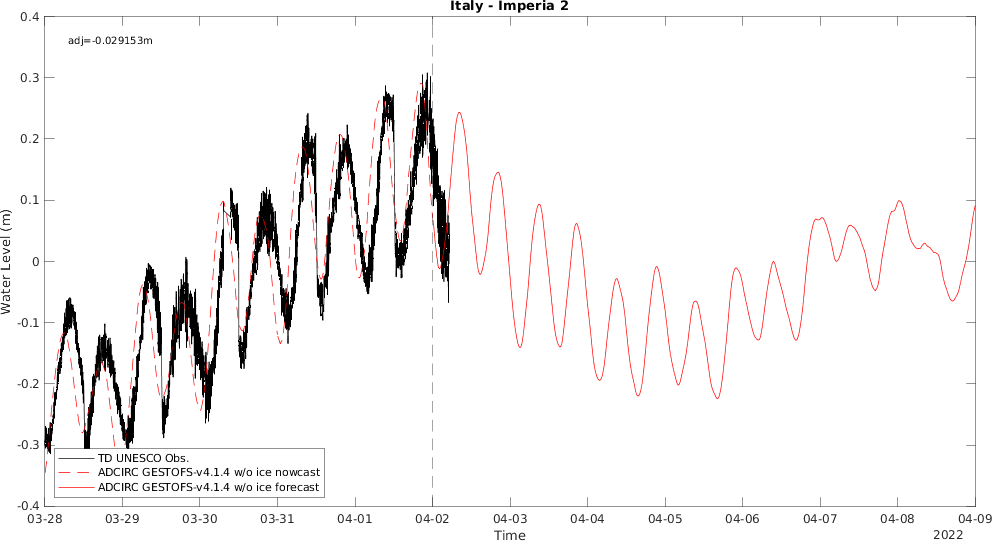 Italy - Imperia 2
adj=-0.029153m
0.4
0.3
0.2
0.1
0
-0.1
-0.2
-0.3
-0.4
Water Level (m)
TD UNESCO Obs.
ADCIRC GESTOFS-v4.1.4 w/o ice nowcast
ADCIRC GESTOFS-v4.1.4 w/o ice forecast
03-28 03-29 03-30 03-31 04-01 04-02 04-03 04-04 04-05 04-06 04-07 04-08 04-09
Time
2022